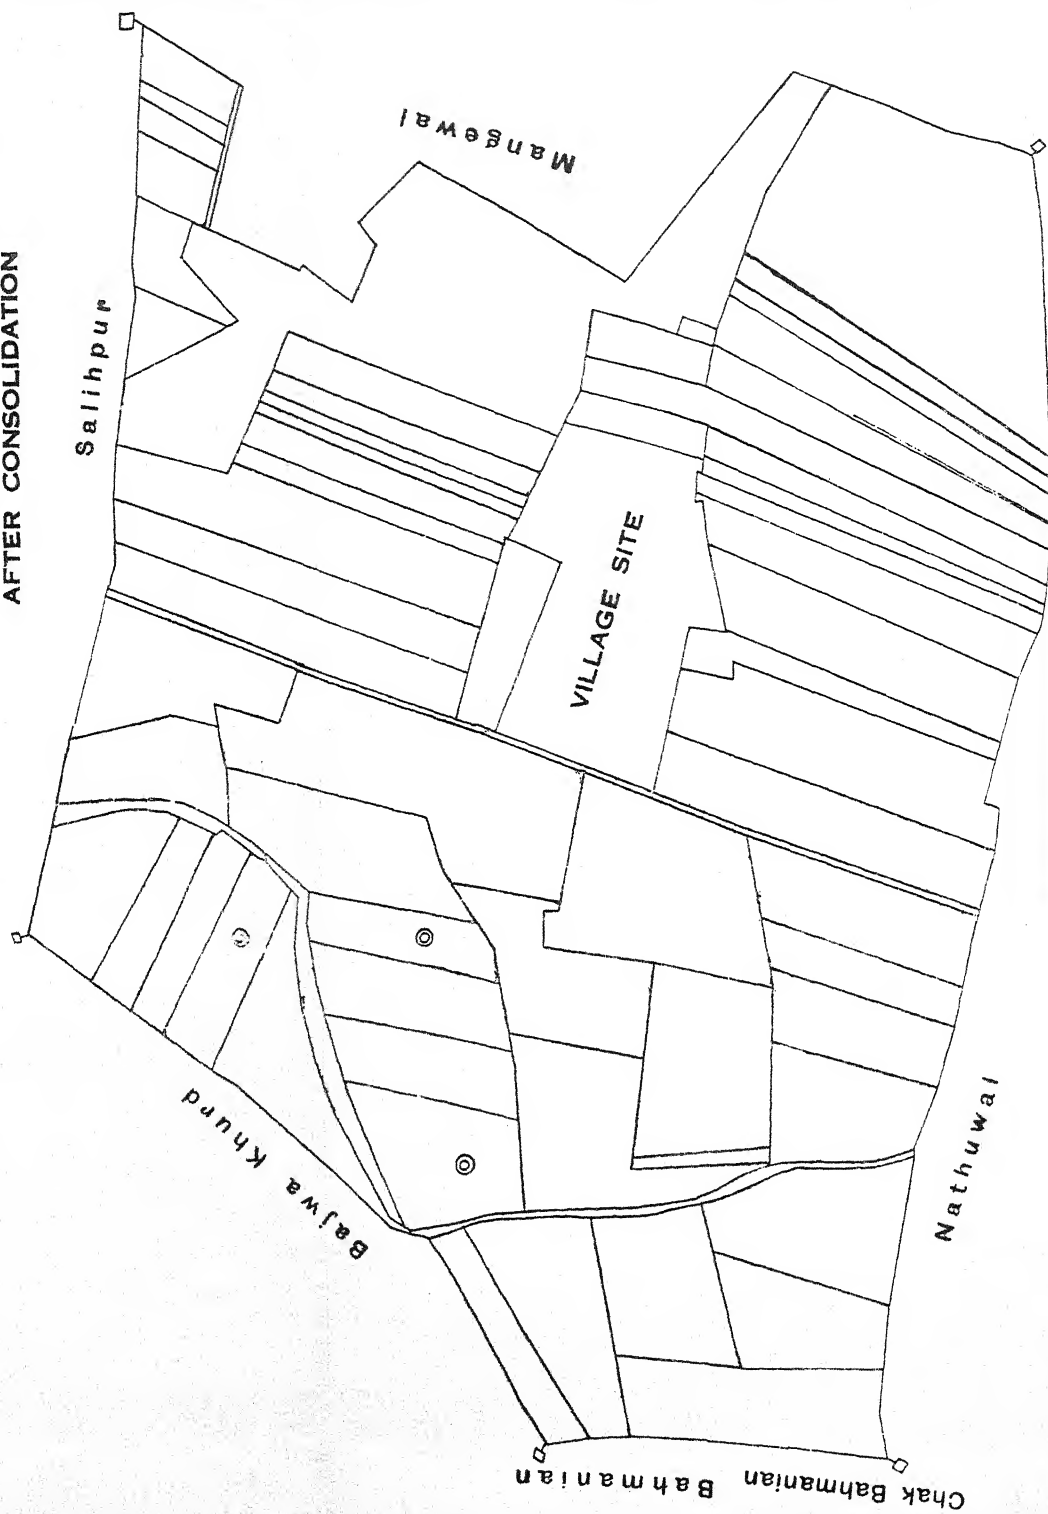 AFTER CONSOLIDATION
Salihpur
Mangewal
VILLAGE SITE
Bajwa Khurd
Nathuwal
Bahmanian
Chak Bahmanian